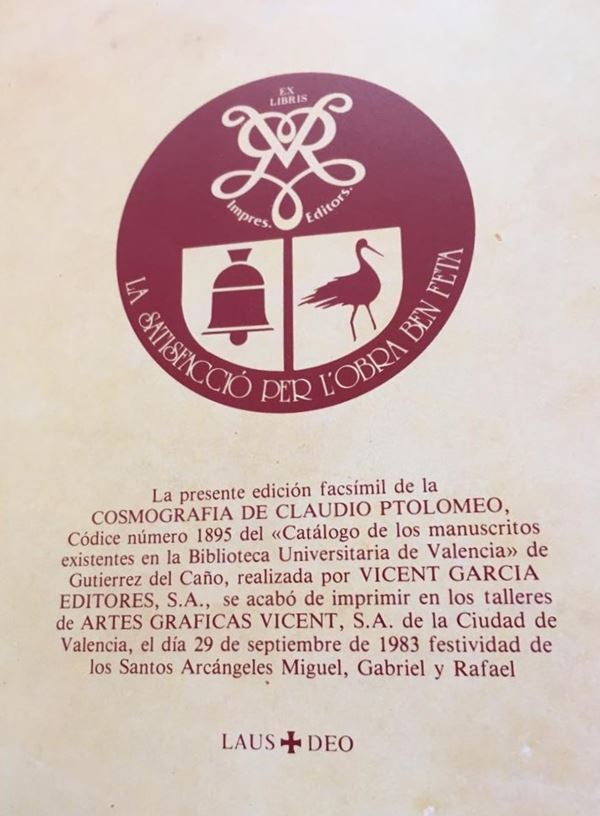 EX
LIBRIS
Impres. Editors.
LA SATISFACCIÓ PER L'OBRA BEN FETA
La presente edición facsímil de la
COSMOGRAFIA DE CLAUDIO PTOLOMEO,
Códice número 1895 del «Catálogo de los manuscritos
existentes en la Biblioteca Universitaria de Valencia» de
Gutierrez del Caño, realizada por VICENT GARCIA
EDITORES, S.A., se acabó de imprimir en los talleres
de ARTES GRAFICAS VICENT, S.A. de la Ciudad de
Valencia, el día 29 de septiembre de 1983 festividad de
los Santos Arcángeles Miguel, Gabriel y Rafael
LAUS ✠ DEO